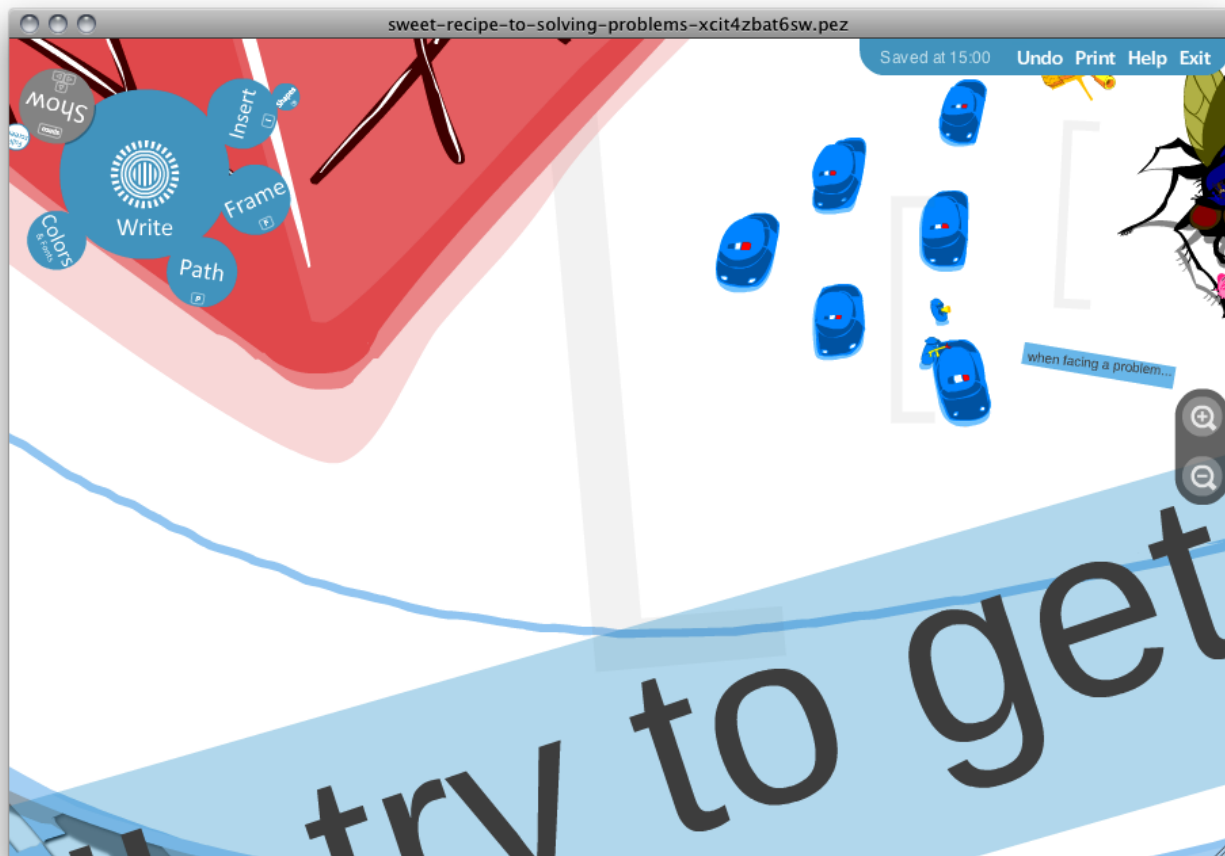 sweet-recipe-to-solving-problems-xcit4zbat6sw.pez
Saved at 15:00 Undo Print Help Exit
Show
Insert
I
Shapes
Write
Frame
F
Colors
& Fonts
Path
P
when facing a problem...
try to get